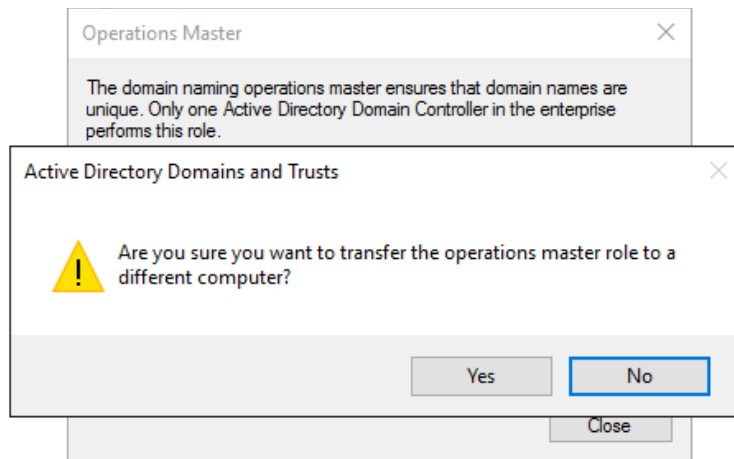 Operations Master
The domain naming operations master ensures that domain names are
unique. Only one Active Directory Domain Controller in the enterprise
performs this role.
Active Directory Domains and Trusts
Are you sure you want to transfer the operations master role to a
different computer?
Yes
No
Close